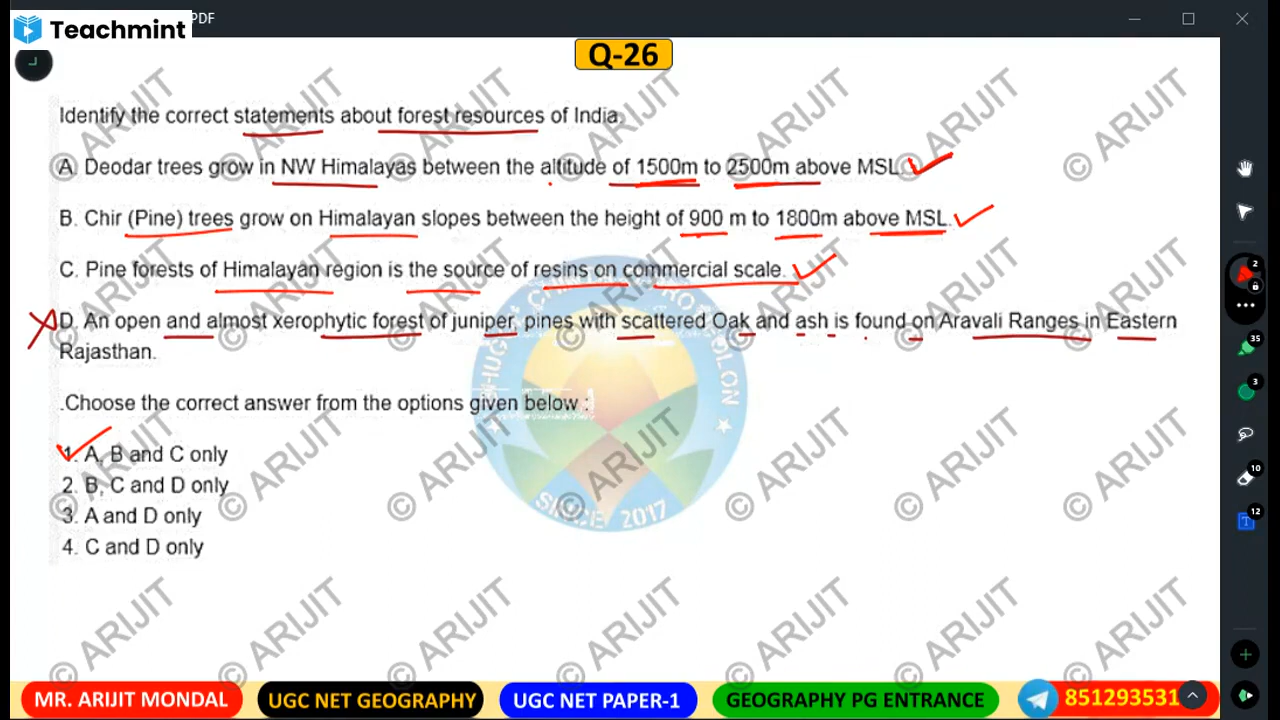 PDF
Teachmint
Q-26
Identify the correct statements about forest resources of India.
A. Deodar trees grow in NW Himalayas between the altitude of 1500m to 2500m above MSL.
B. Chir (Pine) trees grow on Himalayan slopes between the height of 900 m to 1800m above MSL.
C. Pine forests of Himalayan region is the source of resins on commercial scale.
D. An open and almost xerophytic forest of juniper, pines with scattered Oak and ash is found on Aravali Ranges in Eastern
Rajasthan.
.Choose the correct answer from the options given below :
1. A, B and C only
2. B, C and D only
3. A and D only
4. C and D only
SINCE 2017
© ARIJIT
2
35
3
10
12
T
MR. ARIJIT MONDAL
UGC NET GEOGRAPHY
UGC NET PAPER-1
GEOGRAPHY PG ENTRANCE
851293531